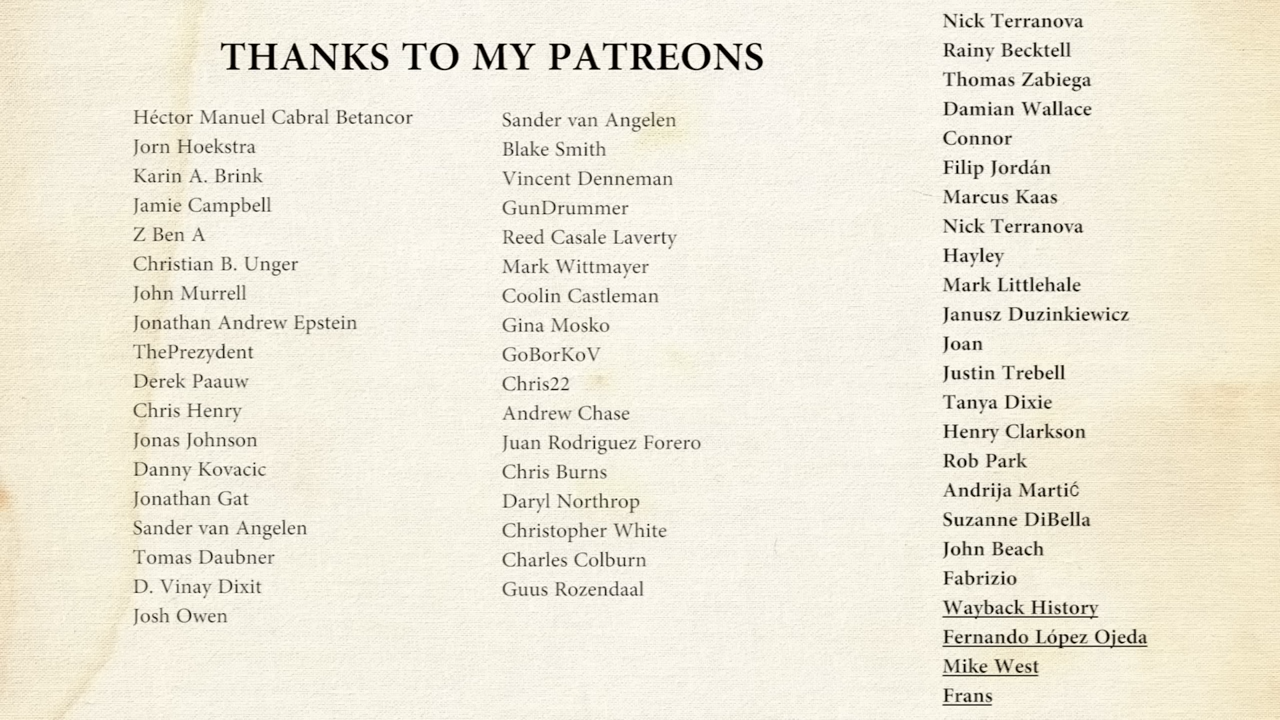 THANKS TO MY PATREONS
Héctor Manuel Cabral Betancor
Jorn Hoekstra
Karin A. Brink
Jamie Campbell
Z Ben A
Christian B. Unger
John Murrell
Jonathan Andrew Epstein
ThePrezydent
Derek Paauw
Chris Henry
Jonas Johnson
Danny Kovacic
Jonathan Gat
Sander van Angelen
Tomas Daubner
D. Vinay Dixit
Josh Owen
Sander van Angelen
Blake Smith
Vincent Denneman
GunDrummer
Reed Casale Laverty
Mark Wittmayer
Coolin Castleman
Gina Mosko
GoBorKoV
Chris22
Andrew Chase
Juan Rodriguez Forero
Chris Burns
Daryl Northrop
Christopher White
Charles Colburn
Guus Rozendaal
Nick Terranova
Rainy Becktell
Thomas Zabiega
Damian Wallace
Connor
Filip Jordán
Marcus Kaas
Nick Terranova
Hayley
Mark Littlehale
Janusz Duzinkiewicz
Joan
Justin Trebell
Tanya Dixie
Henry Clarkson
Rob Park
Andrija Martić
Suzanne DiBella
John Beach
Fabrizio
Wayback History
Fernando López Ojeda
Mike West
Frans